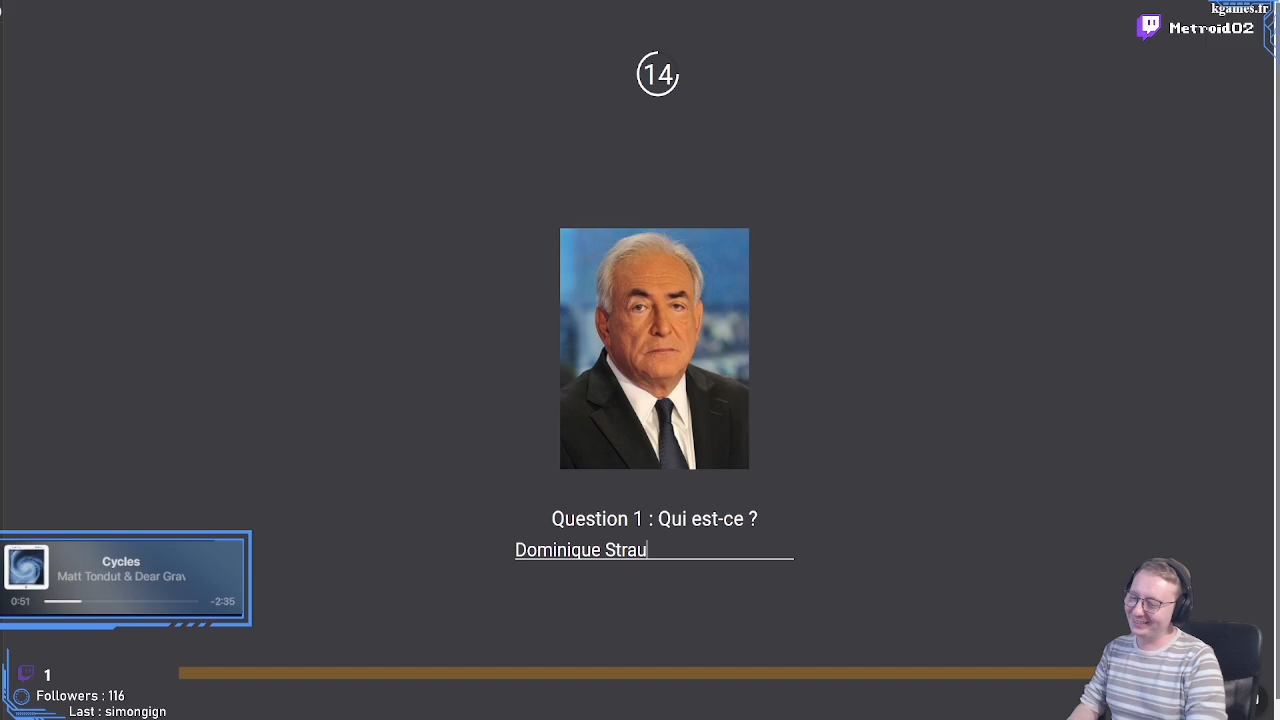 kgames.fr
Metroid02
14
Question 1 : Qui est-ce ?
Dominique Strau
Cycles
Matt Tondut & Dear Grav
0:51
-2:35
1
Followers : 116
Last : simongign